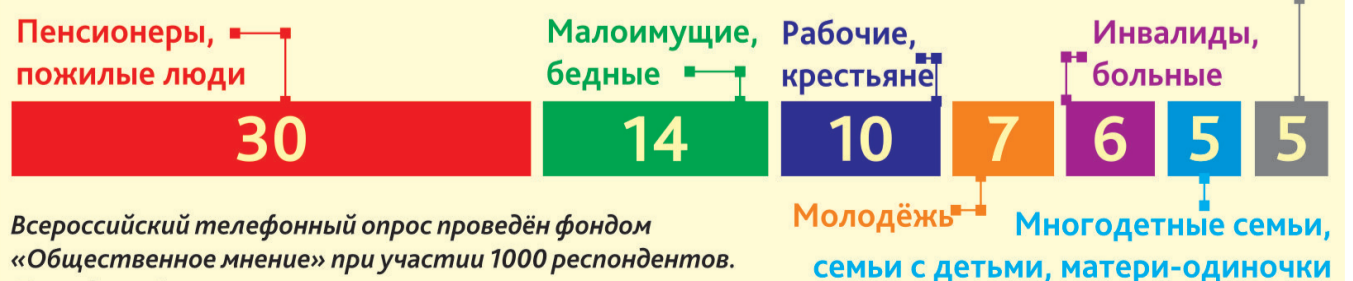 Пенсионеры,
пожилые люди
Малоимущие,
бедные
Рабочие,
крестьяне
Инвалиды,
больные
30
14
10
7
6
5
5
Молодёжь
Многодетные семьи,
семьи с детьми, матери-одиночки
Всероссийский телефонный опрос проведён фондом
«Общественное мнение» при участии 1000 респондентов.